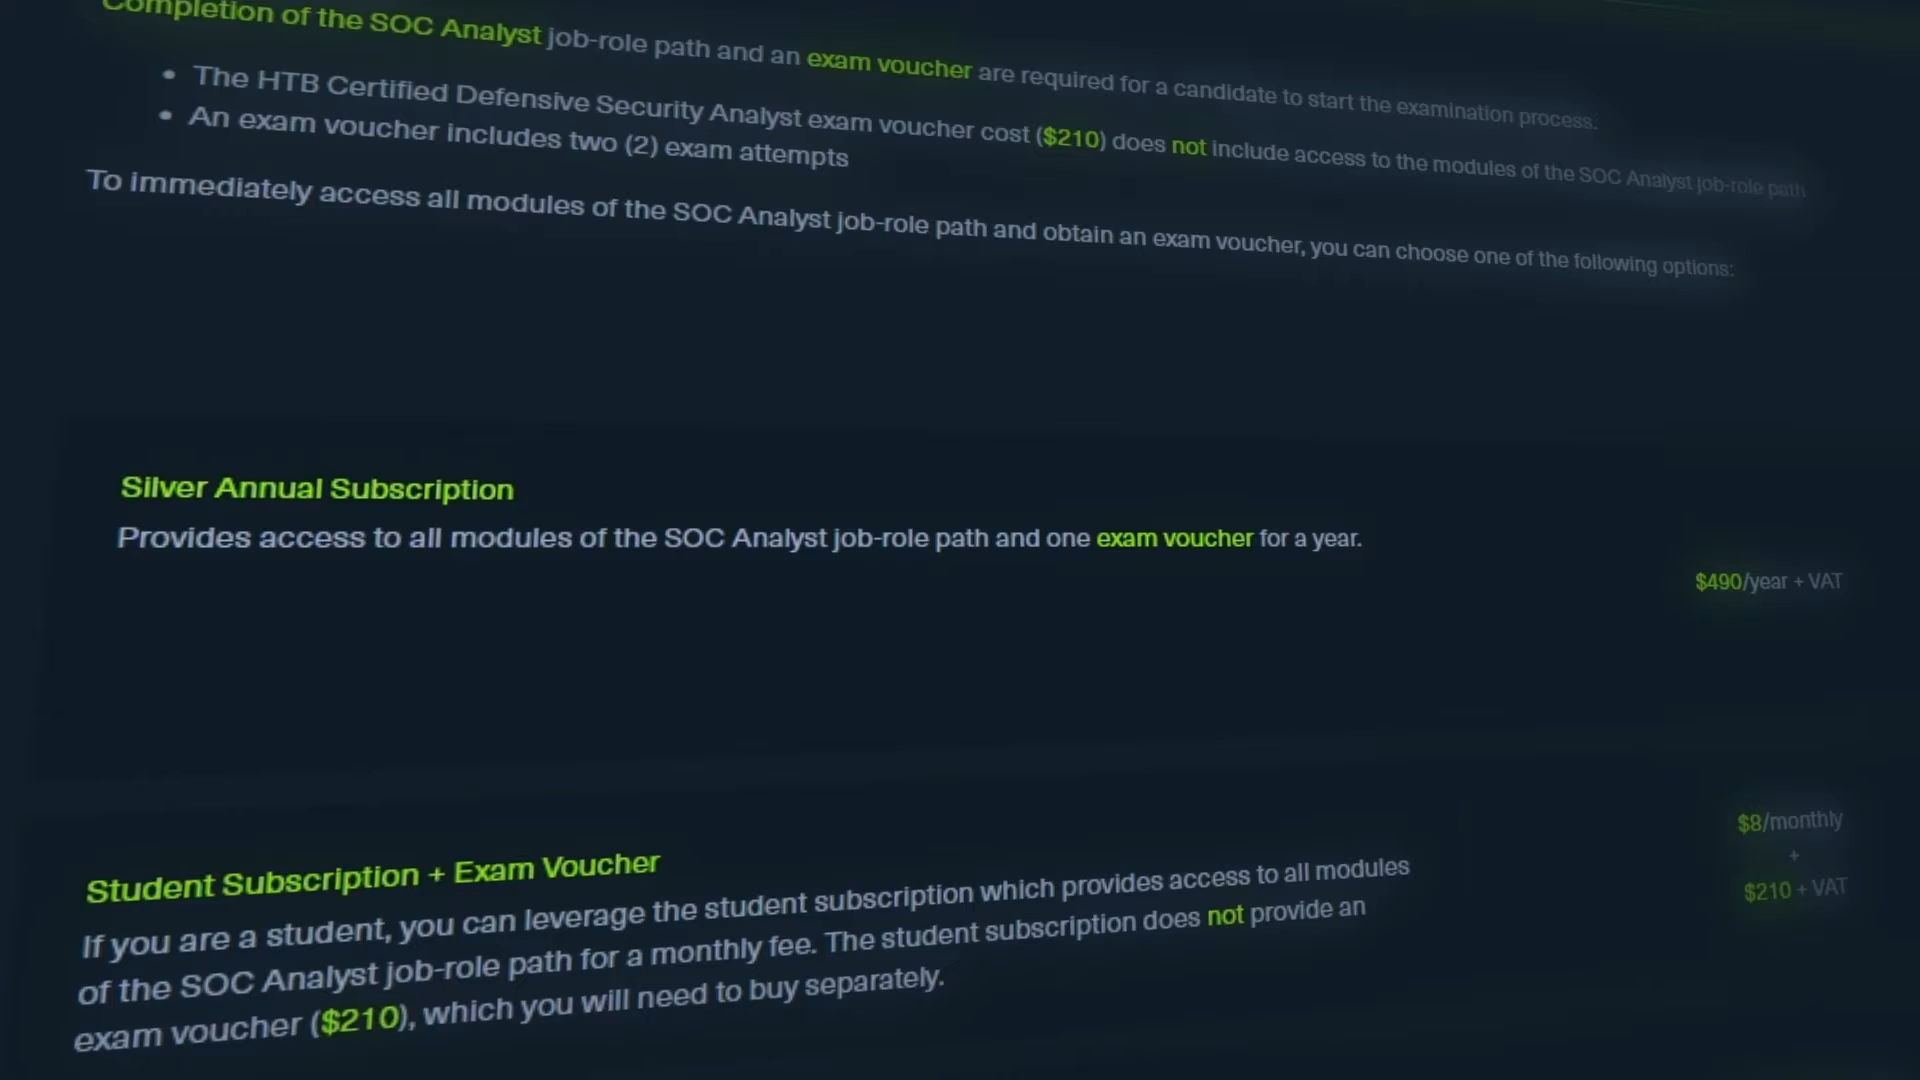 Completion of the SOC Analyst job-role path and an exam voucher are required for a candidate to start the examination process.
• The HTB Certified Defensive Security Analyst exam voucher cost ($210) does not include access to the modules of the SOC Analyst job-role path
• An exam voucher includes two (2) exam attempts
To immediately access all modules of the SOC Analyst job-role path and obtain an exam voucher, you can choose one of the following options:
Silver Annual Subscription
Provides access to all modules of the SOC Analyst job-role path and one exam voucher for a year.
$490/year + VAT
Student Subscription + Exam Voucher
If you are a student, you can leverage the student subscription which provides access to all modules
of the SOC Analyst job-role path for a monthly fee. The student subscription does not provide an
exam voucher ($210), which you will need to buy separately.
$8/monthly
+
$210 + VAT